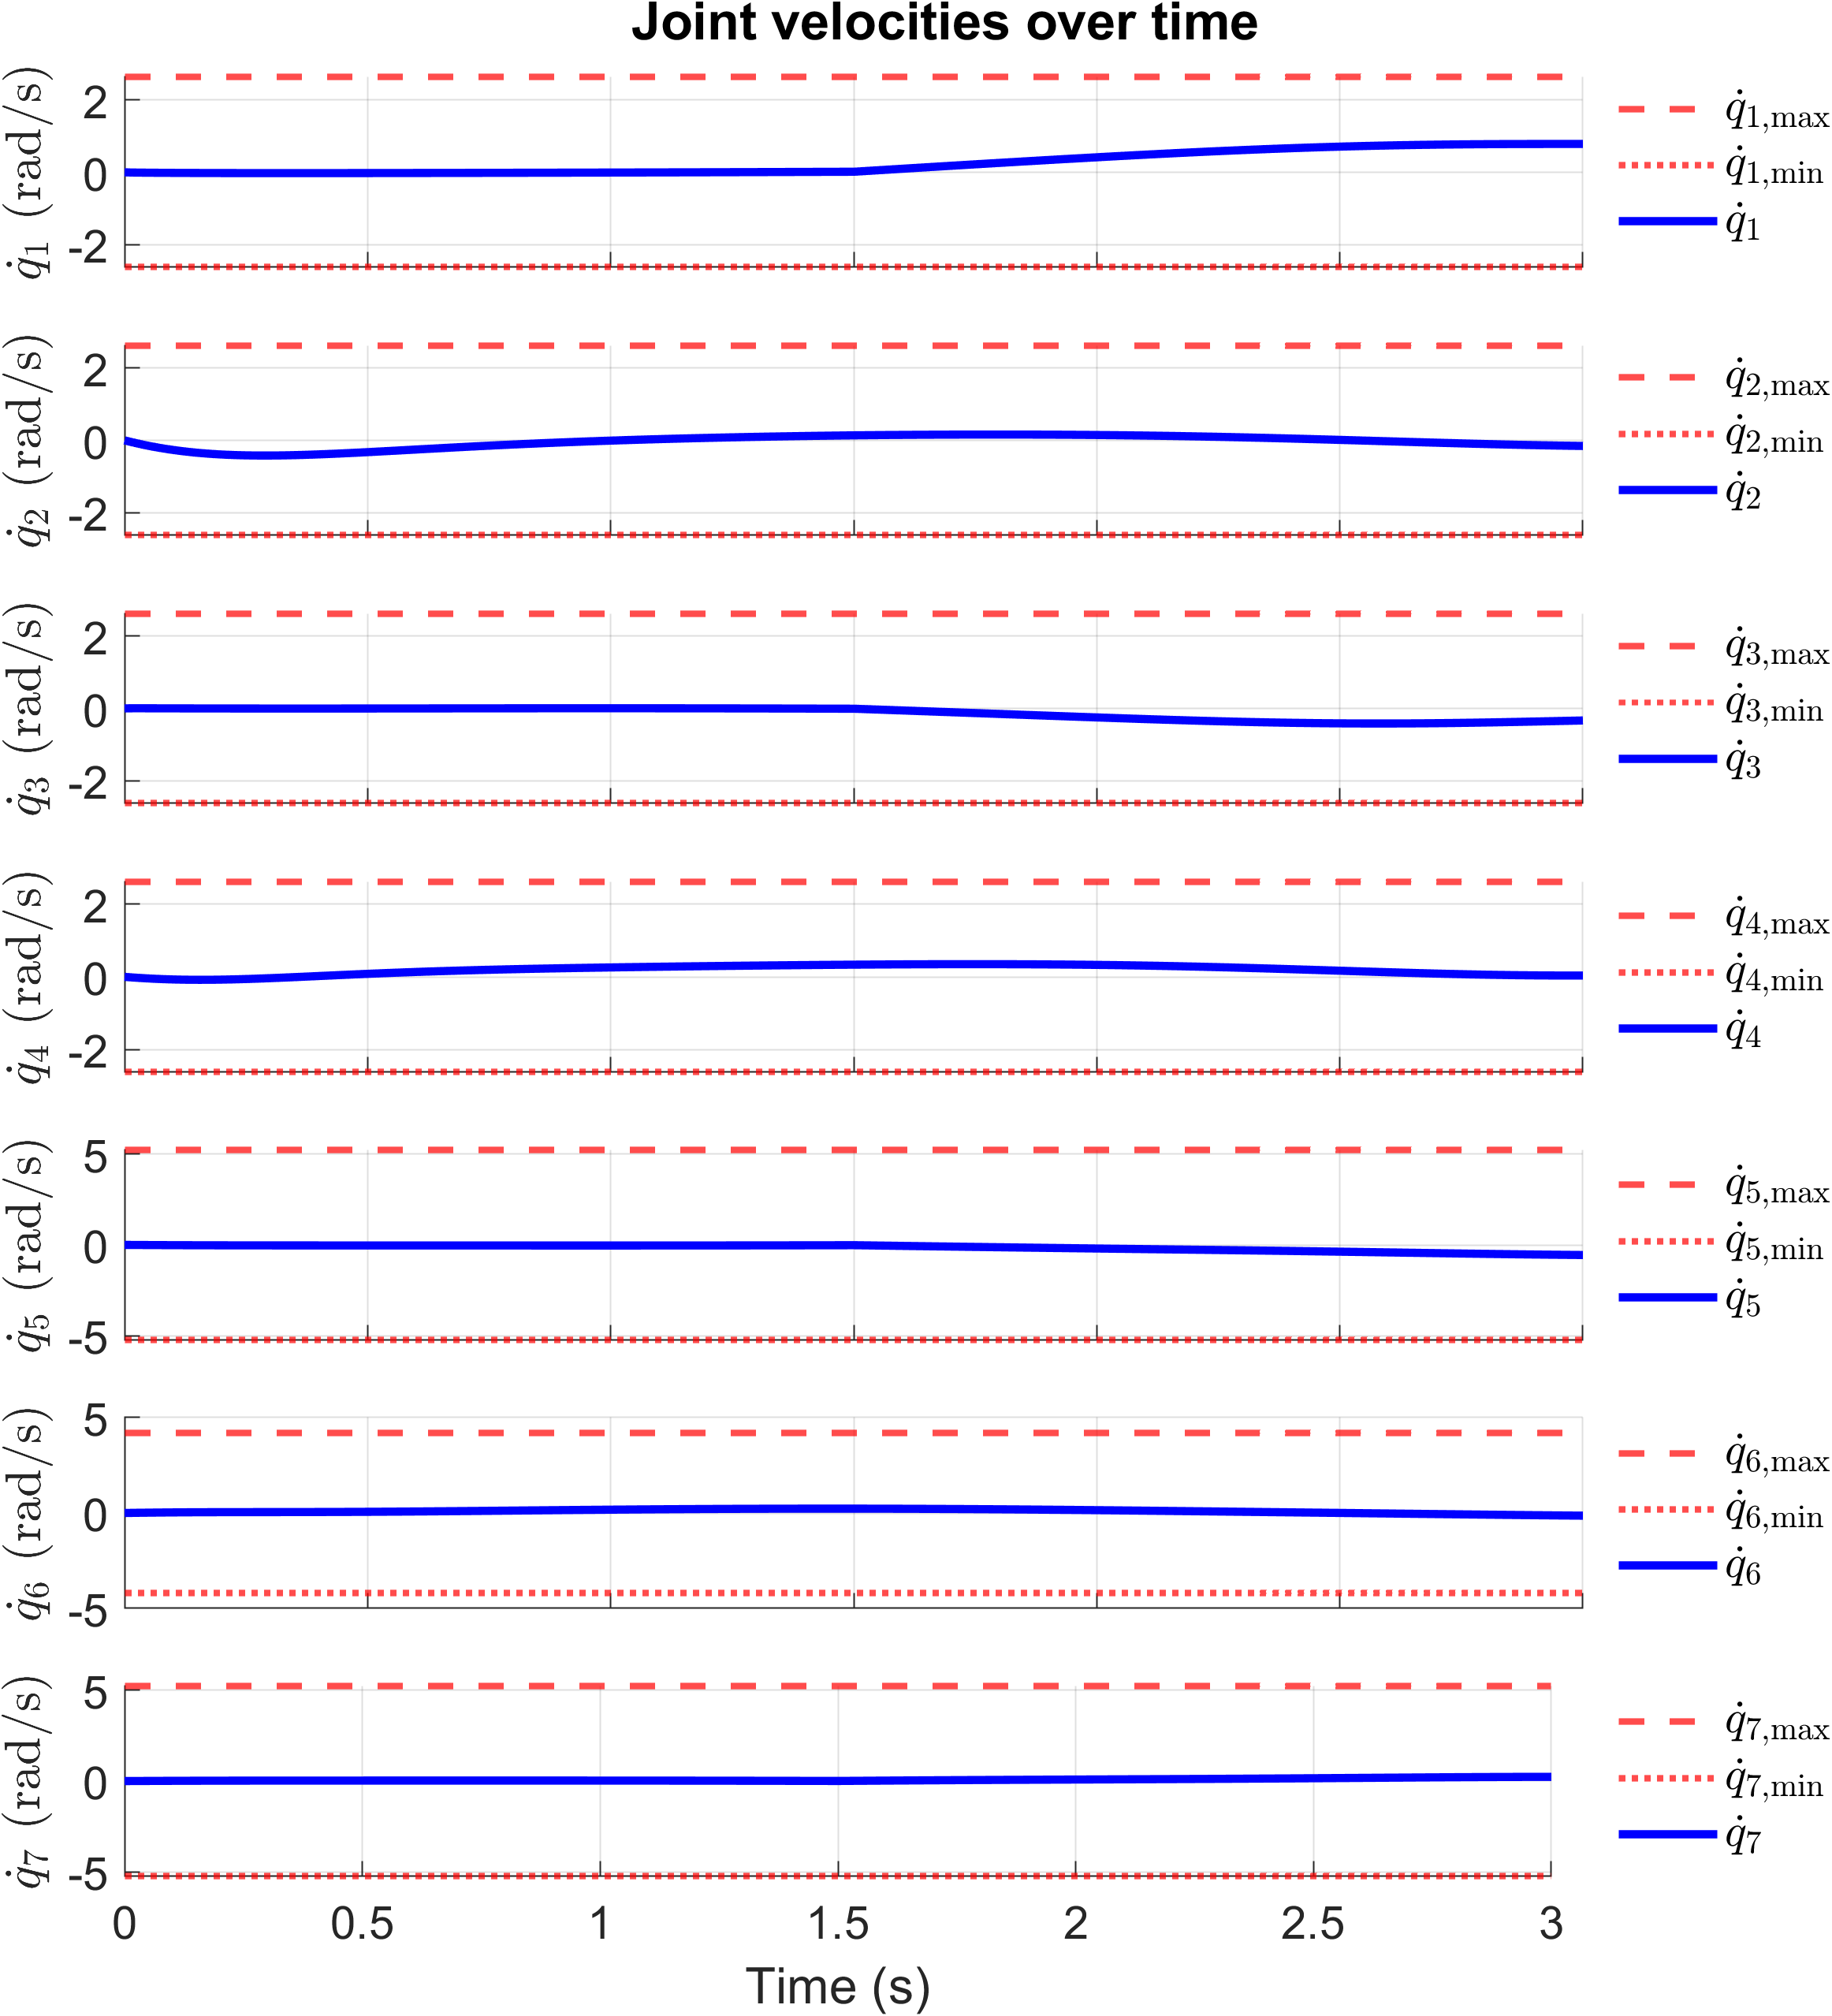 Joint velocities over time
q̇1 (rad/s)
2
0
-2
q̇1,max
q̇1,min
q̇1
q̇2 (rad/s)
2
0
-2
q̇2,max
q̇2,min
q̇2
q̇3 (rad/s)
2
0
-2
q̇3,max
q̇3,min
q̇3
q̇4 (rad/s)
2
0
-2
q̇4,max
q̇4,min
q̇4
q̇5 (rad/s)
5
0
-5
q̇5,max
q̇5,min
q̇5
q̇6 (rad/s)
5
0
-5
q̇6,max
q̇6,min
q̇6
q̇7 (rad/s)
5
0
-5
q̇7,max
q̇7,min
q̇7
0 0.5 1 1.5 2 2.5 3
Time (s)